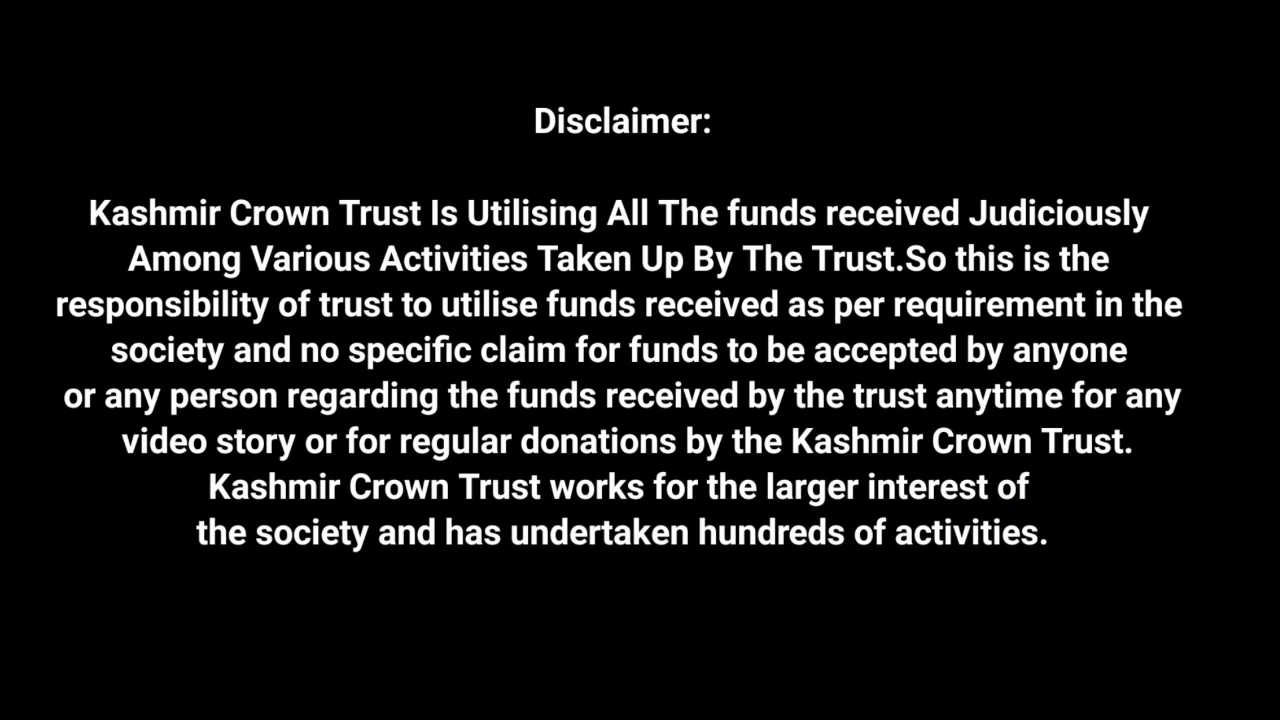 Disclaimer:
Kashmir Crown Trust Is Utilising All The funds received Judiciously
Among Various Activities Taken Up By The Trust.So this is the
responsibility of trust to utilise funds received as per requirement in the
society and no specific claim for funds to be accepted by anyone
or any person regarding the funds received by the trust anytime for any
video story or for regular donations by the Kashmir Crown Trust.
Kashmir Crown Trust works for the larger interest of
the society and has undertaken hundreds of activities.